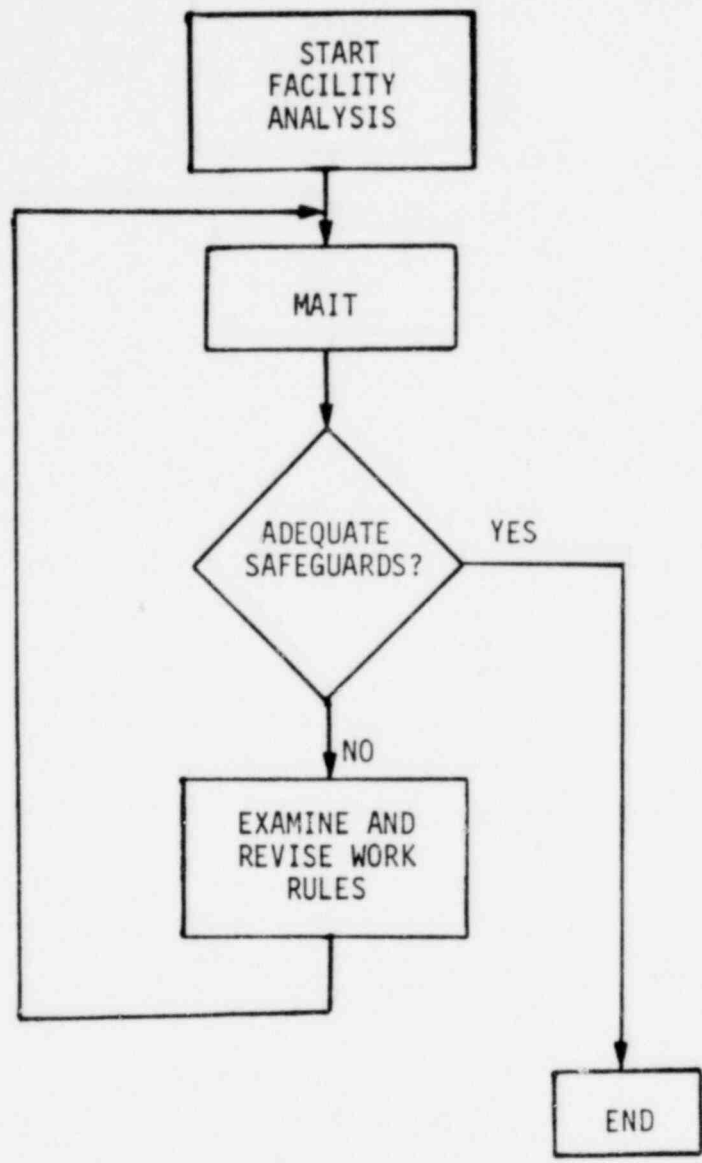 START
FACILITY
ANALYSIS
MAIT
ADEQUATE
SAFEGUARDS?
YES
NO
EXAMINE AND
REVISE WORK
RULES
END